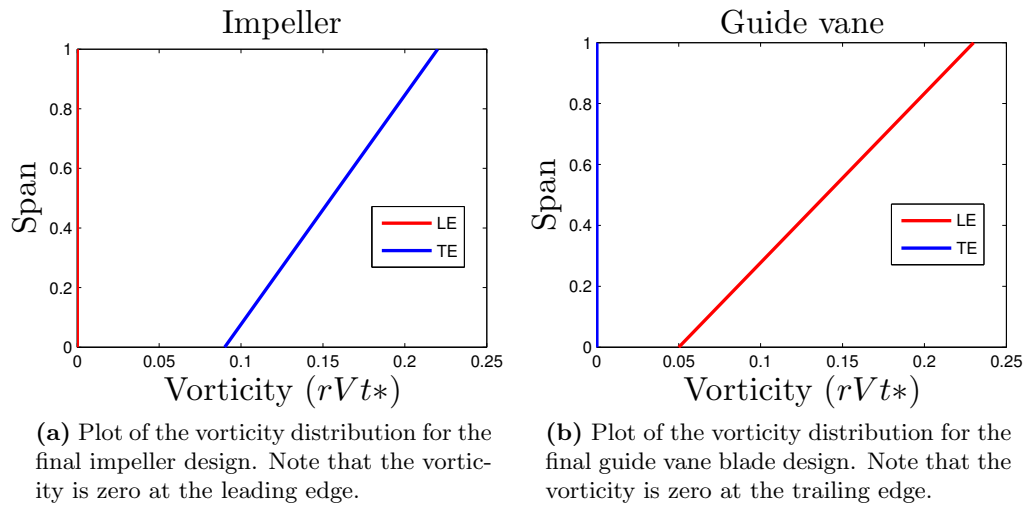 Impeller
1
0.8
0.6
0.4
0.2
0
Span
LE
TE
0 0.05 0.1 0.15 0.2 0.25
Vorticity (rVt∗)
(a) Plot of the vorticity distribution for the
final impeller design. Note that the vortic-
ity is zero at the leading edge.
Guide vane
1
0.8
0.6
0.4
0.2
0
Span
LE
TE
0 0.05 0.1 0.15 0.2 0.25
Vorticity (rVt∗)
(b) Plot of the vorticity distribution for the
final guide vane blade design. Note that the
vorticity is zero at the trailing edge.